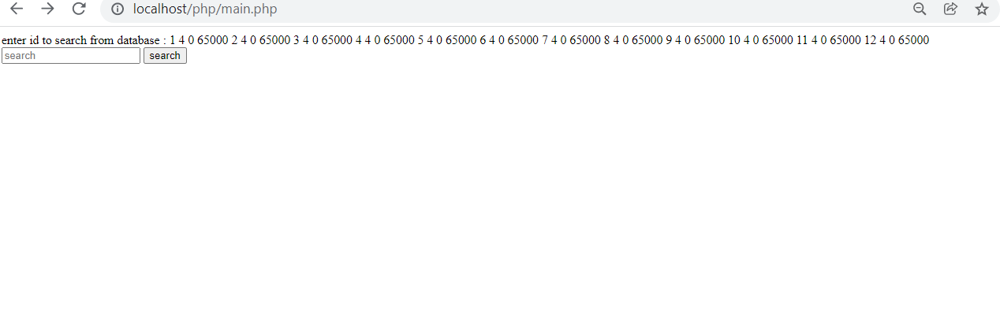 localhost/php/main.php
enter id to search from database : 1 4 0 65000 2 4 0 65000 3 4 0 65000 4 4 0 65000 5 4 0 65000 6 4 0 65000 7 4 0 65000 8 4 0 65000 9 4 0 65000 10 4 0 65000 11 4 0 65000 12 4 0 65000
search search